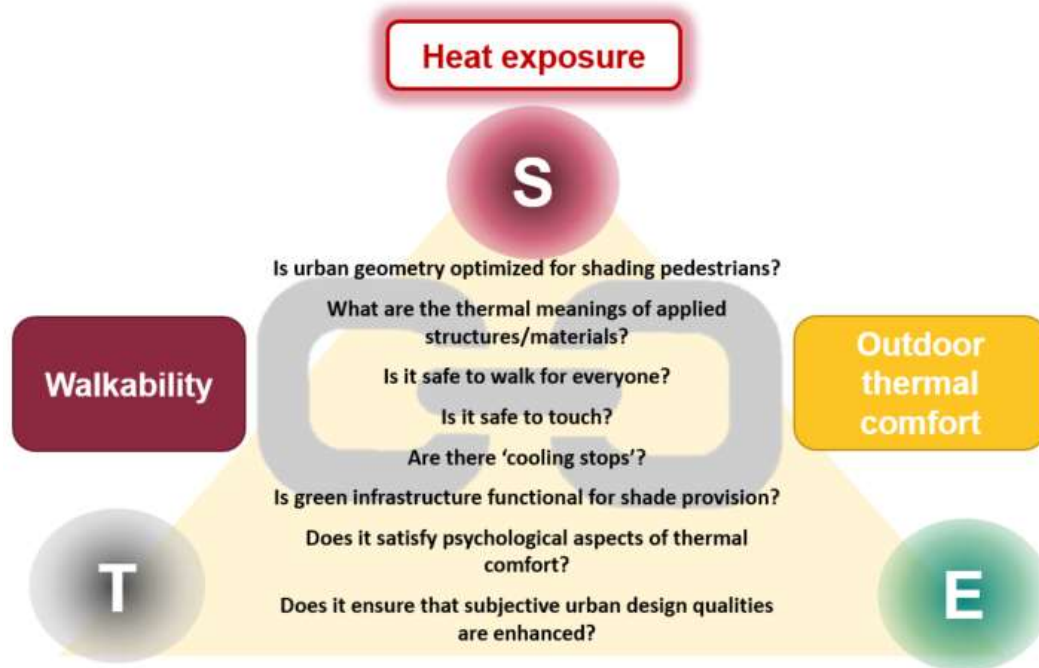 Heat exposure
S
Is urban geometry optimized for shading pedestrians?
What are the thermal meanings of applied
structures/materials?
Is it safe to walk for everyone?
Is it safe to touch?
Are there ‘cooling stops’?
Is green infrastructure functional for shade provision?
Does it satisfy psychological aspects of thermal
comfort?
Does it ensure that subjective urban design qualities
are enhanced?
Walkability
Outdoor
thermal
comfort
T
E